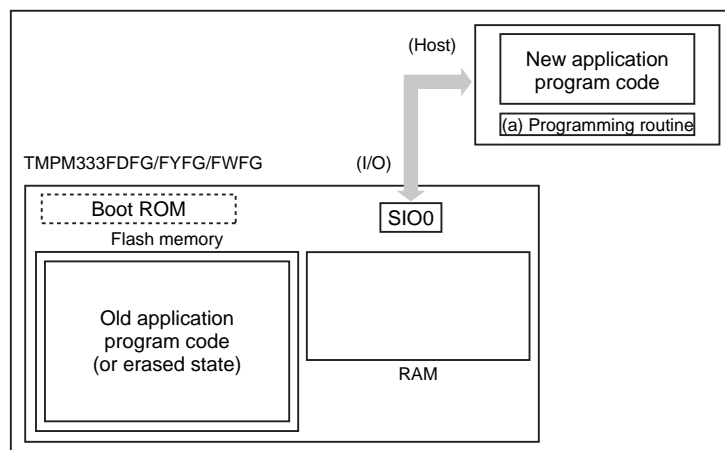 (Host)
New application
program code
(a) Programming routine
TMPM333FDFG/FYFG/FWFG
(I/O)
Boot ROM
SIO0
Flash memory
Old application
program code
(or erased state)
RAM